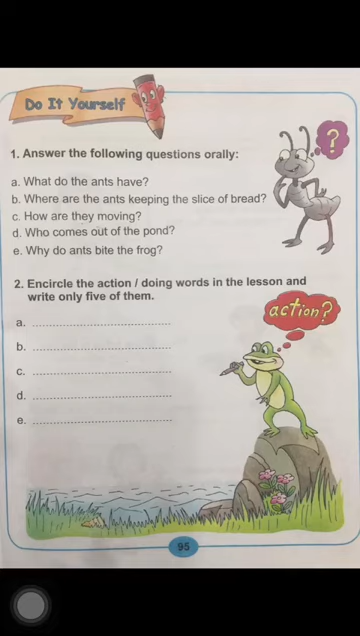 Do It Yourself
?
1. Answer the following questions orally:
a. What do the ants have?
b. Where are the ants keeping the slice of bread?
c. How are they moving?
d. Who comes out of the pond?
e. Why do ants bite the frog?
2. Encircle the action / doing words in the lesson and
write only five of them.
action?
a. ........................................
b. ........................................
c. ........................................
d. ........................................
e. ........................................
95